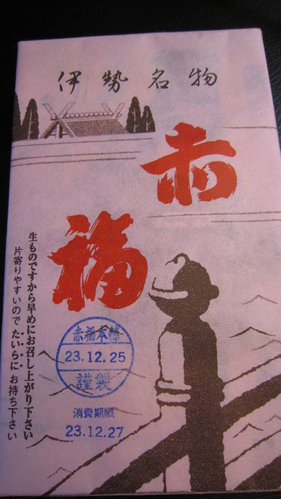 伊勢名物
赤福
生ものですから早めにお召し上がり下さい
片寄りやすいのでたいらにお持ち下さい
赤福本舗
23.12.25
謹製
消費期限
23.12.27